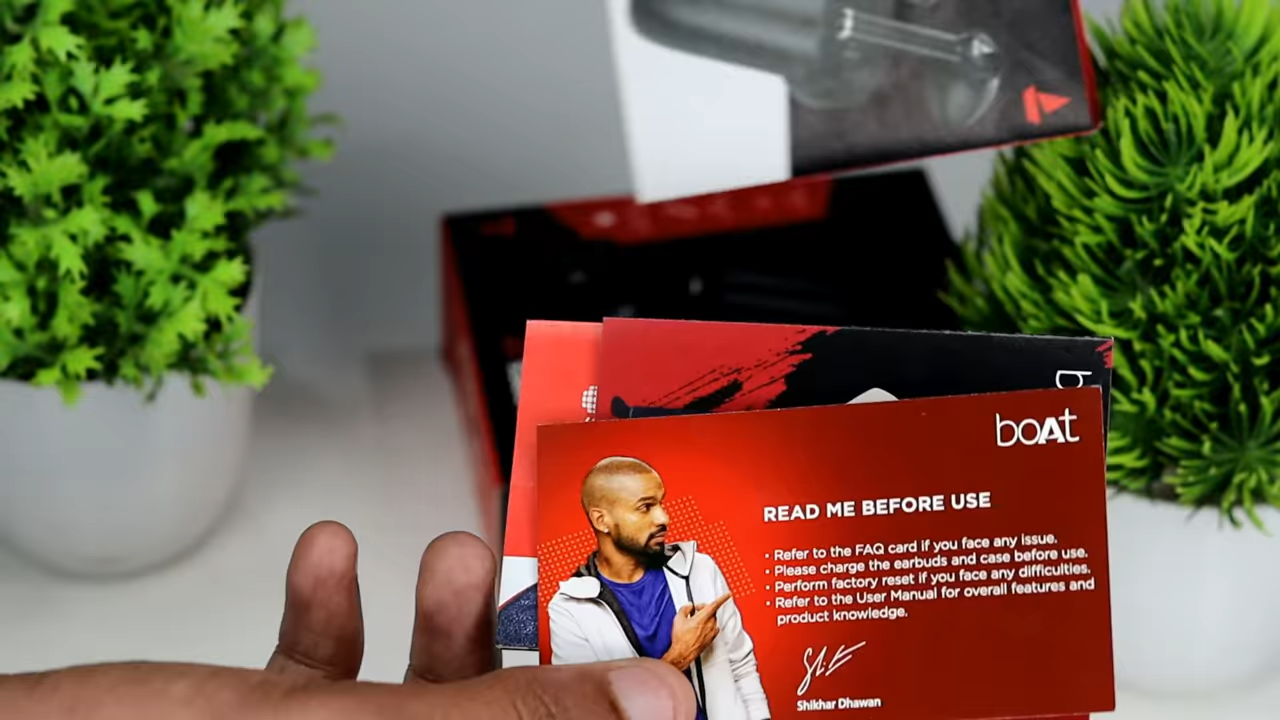 boAt
READ ME BEFORE USE
• Refer to the FAQ card if you face any issue.
• Please charge the earbuds and case before use.
• Perform factory reset if you face any difficulties.
• Refer to the User Manual for overall features and
product knowledge.
Shikhar Dhawan